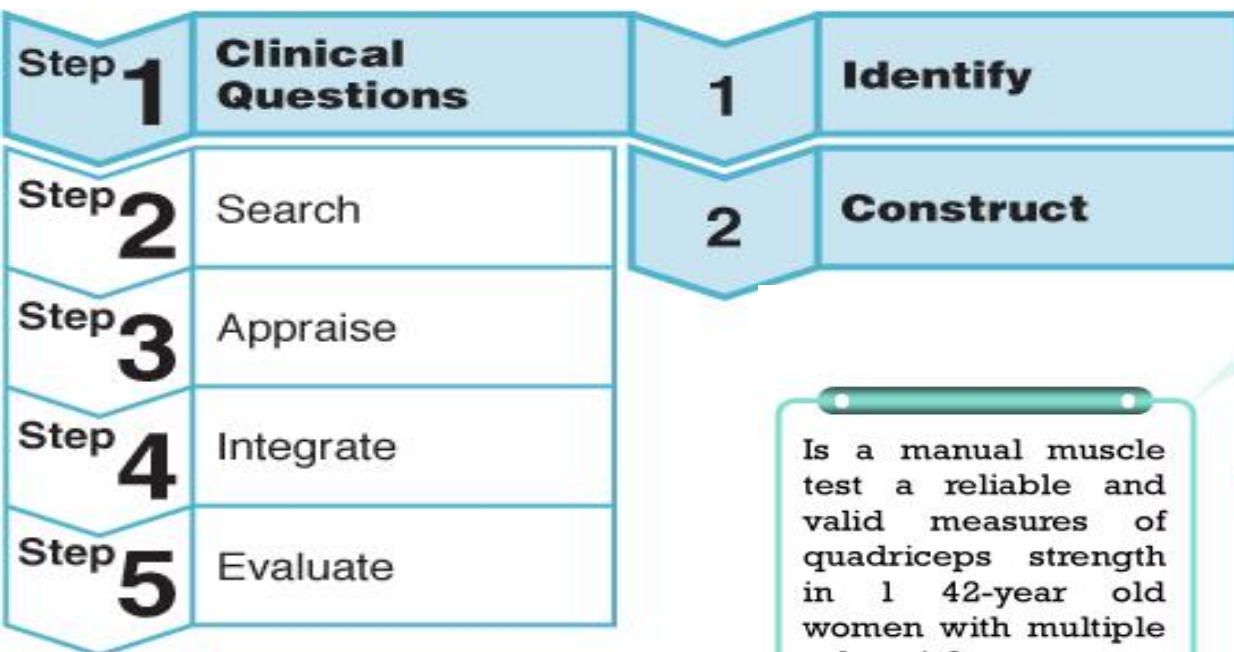 Step 1
Clinical
Questions
1
Identify
Step 2
Search
2
Construct
Step 3
Appraise
Step 4
Integrate
Step 5
Evaluate
Is a manual muscle
test a reliable and
valid measures of
quadriceps strength
in 1 42-year old
women with multiple